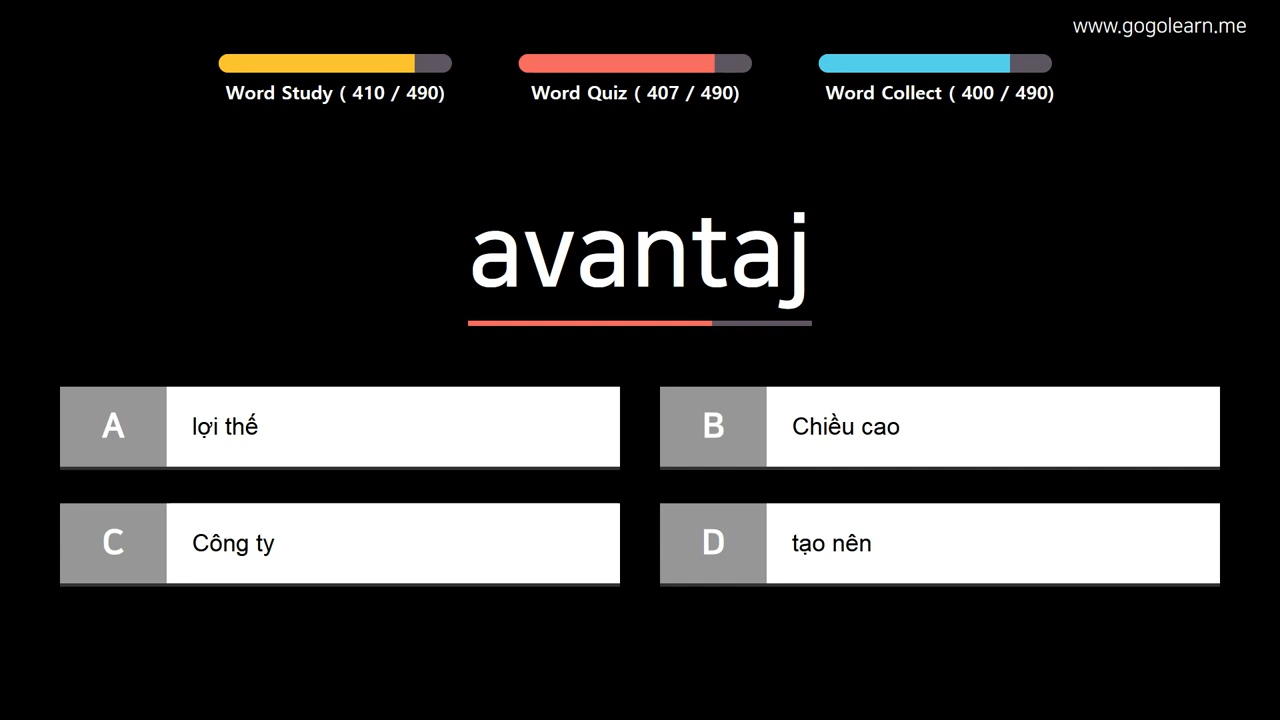 www.gogolearn.me
Word Study ( 410 / 490)
Word Quiz ( 407 / 490)
Word Collect ( 400 / 490)
avantaj
A lợi thế
B Chiều cao
C Công ty
D tạo nên